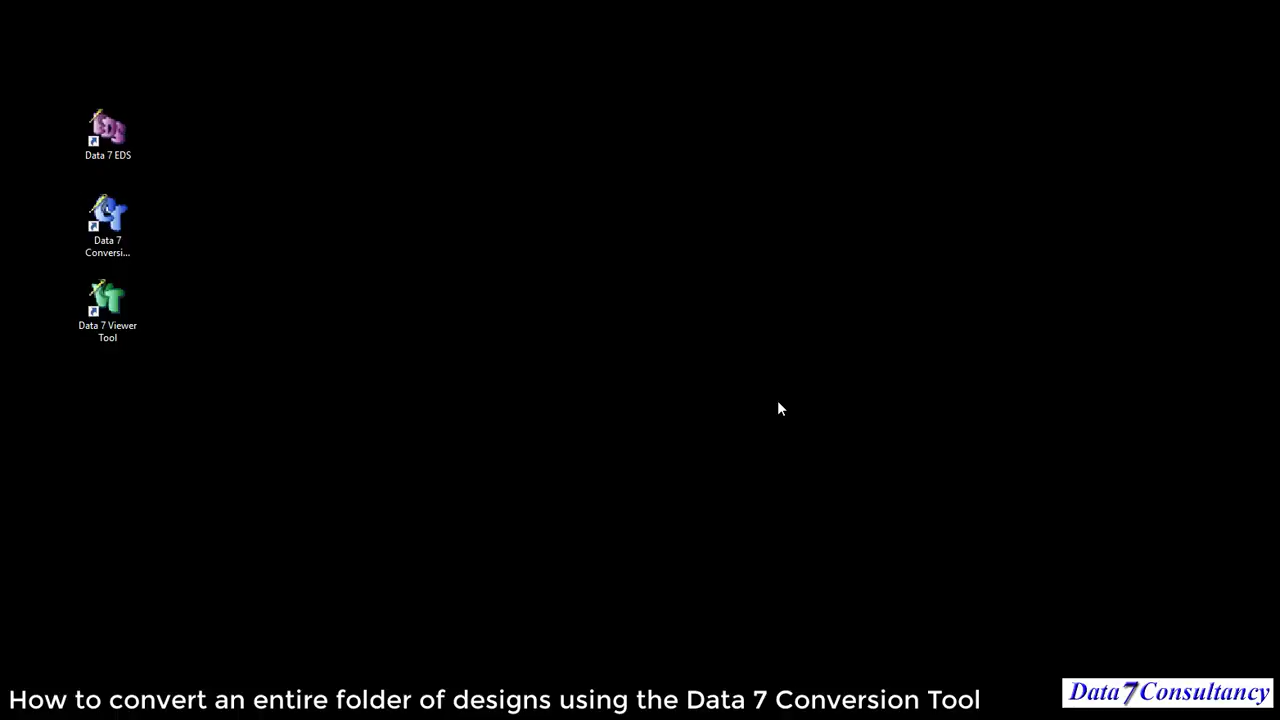 Data 7 EDS
Data 7
Conversi...
Data 7 Viewer
Tool
How to convert an entire folder of designs using the Data 7 Conversion Tool
Data7Consultancy